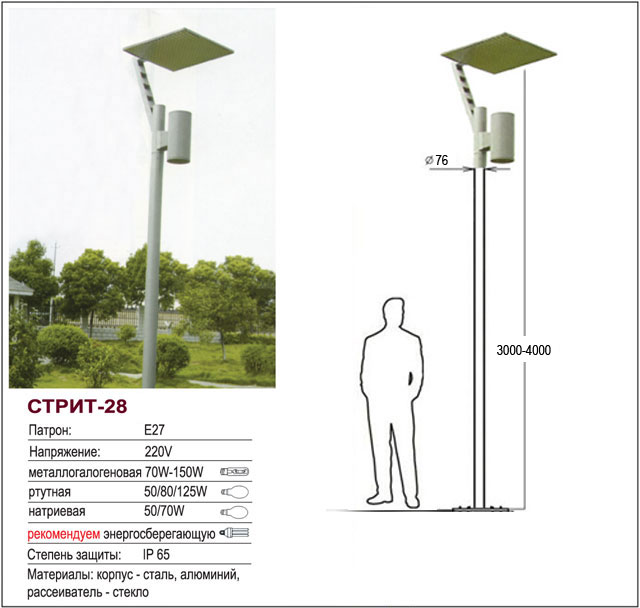 СТРИТ-28
Патрон: E27
Напряжение: 220V
металлогалогеновая 70W-150W
ртутная 50/80/125W
натриевая 50/70W
рекомендуем энергосберегающую
Степень защиты: IP 65
Материалы: корпус - сталь, алюминий,
рассеиватель - стекло
⌀76
3000-4000